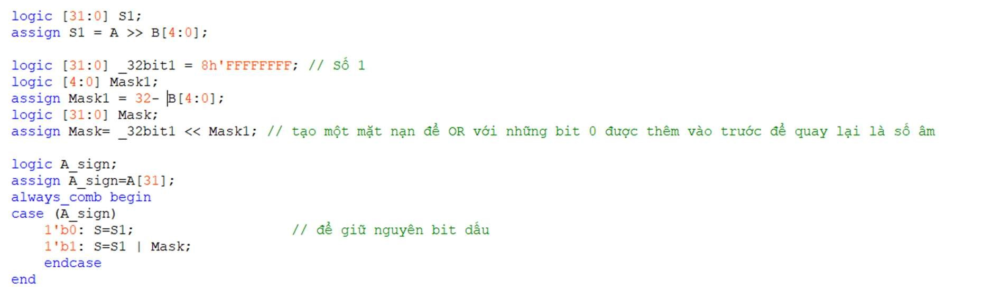 logic [31:0] S1;
assign S1 = A >> B[4:0];
logic [31:0] _32bit1 = 8h'FFFFFFFF; // Số 1
logic [4:0] Mask1;
assign Mask1 = 32- B[4:0];
logic [31:0] Mask;
assign Mask= _32bit1 << Mask1; // tạo một mặt nạn để OR với những bit 0 được thêm vào trước để quay lại là số âm
logic A_sign;
assign A_sign=A[31];
always_comb begin
case (A_sign)
1'b0: S=S1; // để giữ nguyên bit dấu
1'b1: S=S1 | Mask;
endcase
end